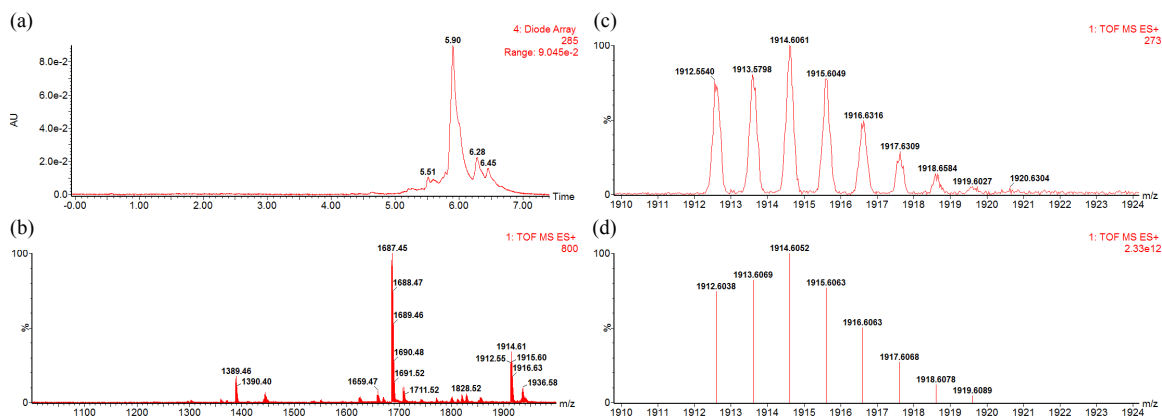 (a)
4: Diode Array
285
Range: 9.045e-2
5.90
8.0e-2
6.0e-2
AU
4.0e-2
2.0e-2
6.28
6.45
5.51
0.0
-0.00 1.00 2.00 3.00 4.00 5.00 6.00 7.00
Time
(b)
1: TOF MS ES+
800
1687.45
100
1688.47
1689.46
%
1914.61
1690.48
1912.55
1915.60
1916.63
1389.46
1691.52
1390.40
1659.47
1711.52
1828.52
1936.58
0
1100 1200 1300 1400 1500 1600 1700 1800 1900
m/z
(c)
1: TOF MS ES+
273
1914.6061
100
1912.5540
1913.5798
1915.6049
1916.6316
%
1917.6309
1918.6584
1919.6027
1920.6304
0
m/z
1910 1911 1912 1913 1914 1915 1916 1917 1918 1919 1920 1921 1922 1923 1924
(d)
1: TOF MS ES+
2.33e12
1914.6052
100
1913.6069
1912.6038
1915.6063
1916.6063
%
1917.6068
1918.6078
1919.6089
0
m/z
1910 1911 1912 1913 1914 1915 1916 1917 1918 1919 1920 1921 1922 1923 1924